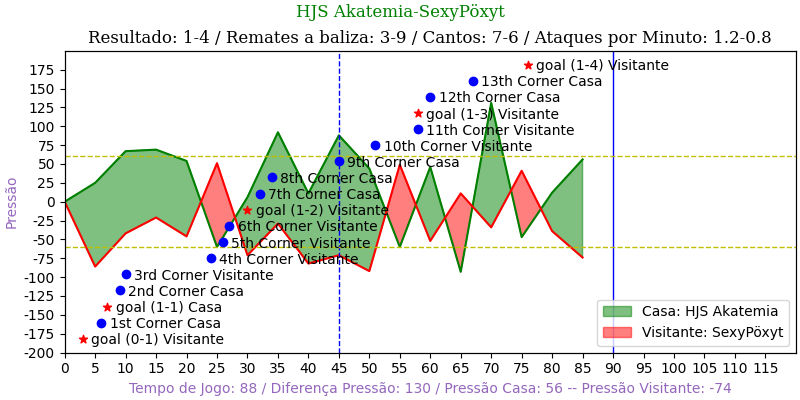 HJS Akatemia-SexyPöxyt
Resultado: 1-4 / Remates a baliza: 3-9 / Cantos: 7-6 / Ataques por Minuto: 1.2-0.8
Pressão
175
150
125
100
75
50
25
0
-25
-50
-75
-100
-125
-150
-175
-200
goal (1-4) Visitante
13th Corner Casa
12th Corner Casa
goal (1-3) Visitante
11th Corner Visitante
10th Corner Visitante
9th Corner Casa
8th Corner Casa
7th Corner Casa
goal (1-2) Visitante
6th Corner Visitante
5th Corner Visitante
4th Corner Visitante
3rd Corner Visitante
2nd Corner Casa
goal (1-1) Casa
1st Corner Casa
goal (0-1) Visitante
Casa: HJS Akatemia
Visitante: SexyPöxyt
0 5 10 15 20 25 30 35 40 45 50 55 60 65 70 75 80 85 90 95 100 105 110 115
Tempo de Jogo: 88 / Diferença Pressão: 130 / Pressão Casa: 56 -- Pressão Visitante: -74